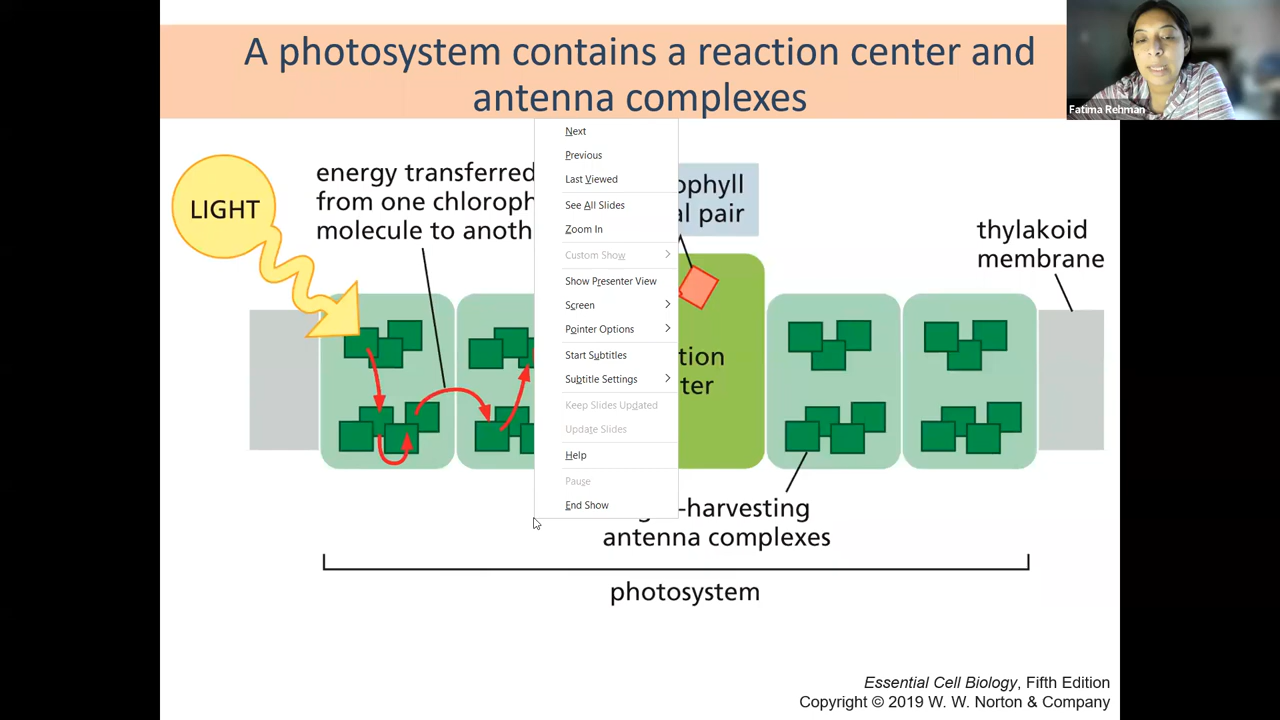 A photosystem contains a reaction center and
antenna complexes
Fatima Rehman
LIGHT
energy transferred
from one chloroph
molecule to anoth
ophyll
al pair
thylakoid
membrane
tion
ter
Next
Previous
Last Viewed
See All Slides
Zoom In
Custom Show
Show Presenter View
Screen
Pointer Options
Start Subtitles
Subtitle Settings
Keep Slides Updated
Update Slides
Help
Pause
End Show
-harvesting
antenna complexes
photosystem
Essential Cell Biology, Fifth Edition
Copyright © 2019 W. W. Norton & Company